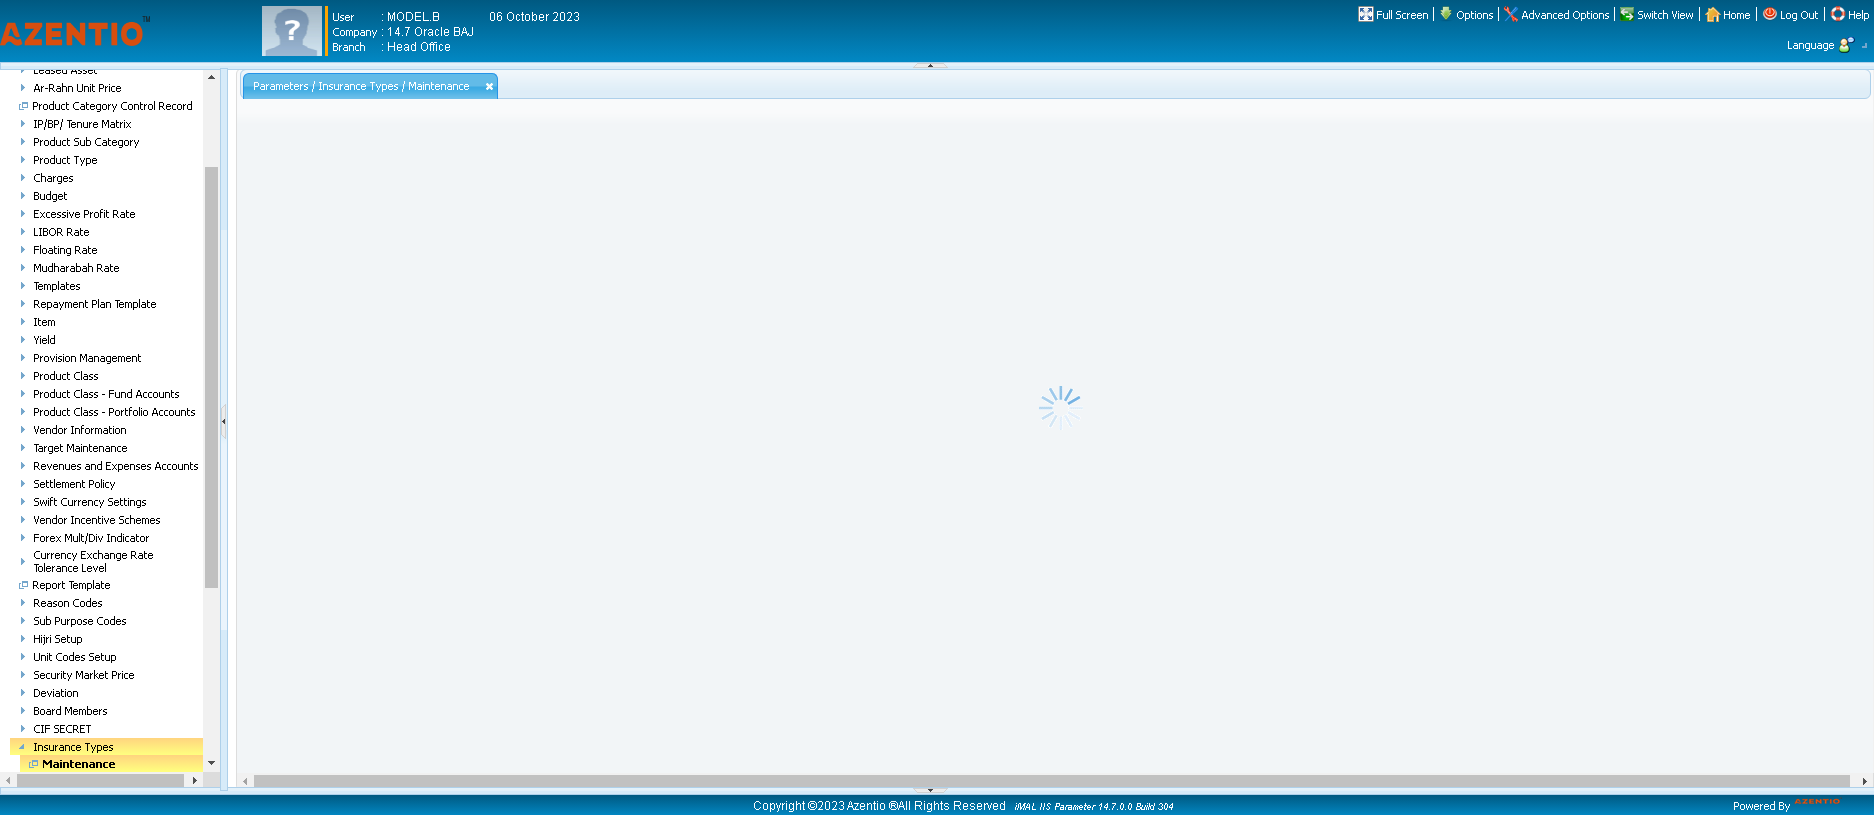 AZENTIO™
User : MODEL.B 06 October 2023
Company : 14.7 Oracle BAJ
Branch : Head Office
Full Screen Options Advanced Options Switch View Home Log Out Help
Language
Parameters / Insurance Types / Maintenance
Leased Asset
Ar-Rahn Unit Price
Product Category Control Record
IP/BP/ Tenure Matrix
Product Sub Category
Product Type
Charges
Budget
Excessive Profit Rate
LIBOR Rate
Floating Rate
Mudharabah Rate
Templates
Repayment Plan Template
Item
Yield
Provision Management
Product Class
Product Class - Fund Accounts
Product Class - Portfolio Accounts
Vendor Information
Target Maintenance
Revenues and Expenses Accounts
Settlement Policy
Swift Currency Settings
Vendor Incentive Schemes
Forex Mult/Div Indicator
Currency Exchange Rate
Tolerance Level
Report Template
Reason Codes
Sub Purpose Codes
Hijri Setup
Unit Codes Setup
Security Market Price
Deviation
Board Members
CIF SECRET
Insurance Types
Maintenance
Copyright ©2023 Azentio ®All Rights Reserved iMAL IIS Parameter 14.7.0.0 Build 304
Powered By AZENTIO